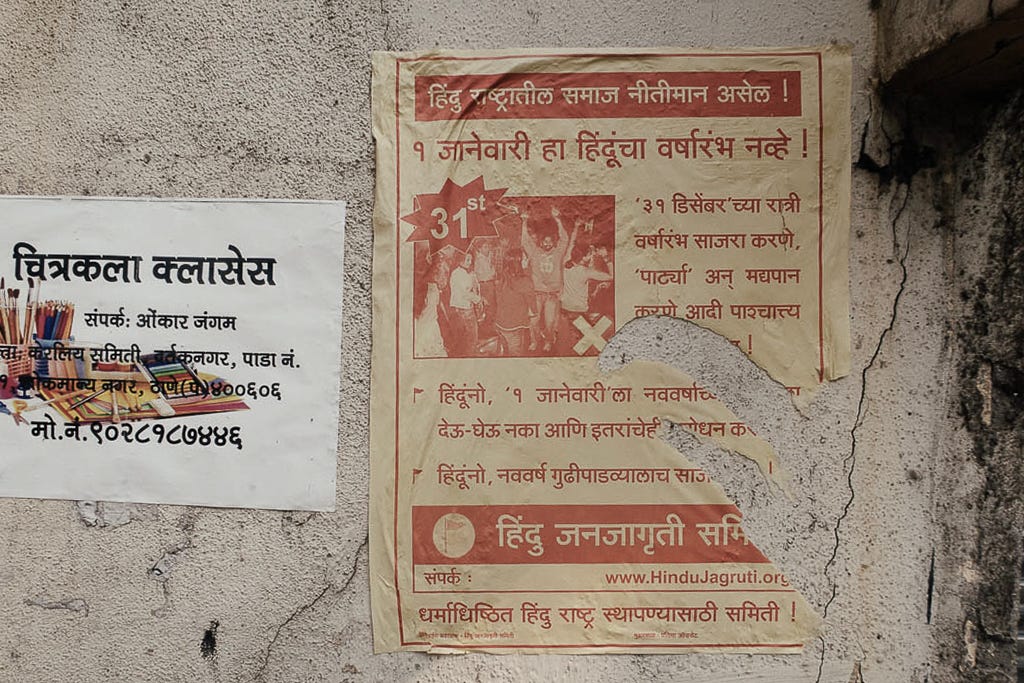 चित्रकला क्लासेस
संपर्क: ओंकार जंगम
करलिय समिती, वर्तकनगर, पाडा नं.
लोकमान्य नगर, ठाणे(प)४००६०६
मो.नं.९०२८१८७४४६
हिंदु राष्ट्रातील समाज नीतीमान असेल !
१ जानेवारी हा हिंदूंचा वर्षारंभ नव्हे !
31st
‘३१ डिसेंबर’च्या रात्री
वर्षारंभ साजरा करणे,
‘पार्ट्या’ अन् मद्यपान
करणे आदी पाश्चात्त्य
!
हिंदूंनो, ‘१ जानेवारी’ला नववर्षाच्
देऊ-घेऊ नका आणि इतरांचेही
हिंदूंनो, नववर्ष गुढीपाडव्यालाच
हिंदु जनजागृती समि
संपर्क :
www.HinduJagruti.org
धर्माधिष्ठित हिंदु राष्ट्र स्थापण्यासाठी समिती !